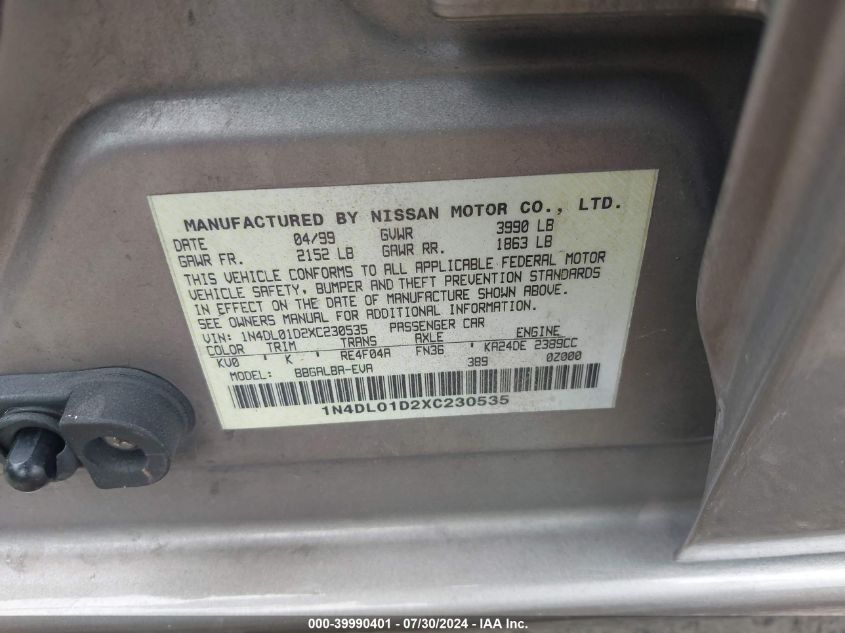 MANUFACTURED BY NISSAN MOTOR CO., LTD.
DATE 04/99 GVWR 3990 LB
GAWR FR. 2152 LB GAWR RR. 1863 LB
THIS VEHICLE CONFORMS TO ALL APPLICABLE FEDERAL MOTOR
VEHICLE SAFETY, BUMPER AND THEFT PREVENTION STANDARDS
IN EFFECT ON THE DATE OF MANUFACTURE SHOWN ABOVE.
SEE OWNERS MANUAL FOR ADDITIONAL INFORMATION.
VIN: 1N4DL01D2XC230535 PASSENGER CAR
COLOR TRIM TRANS AXLE ENGINE
KV0 K RE4F04A FN36 KA24DE 2389CC
MODEL: BBGALBA-EVA 389 0Z000
1N4DL01D2XC230535
000-39990401 - 07/30/2024 - IAA Inc.